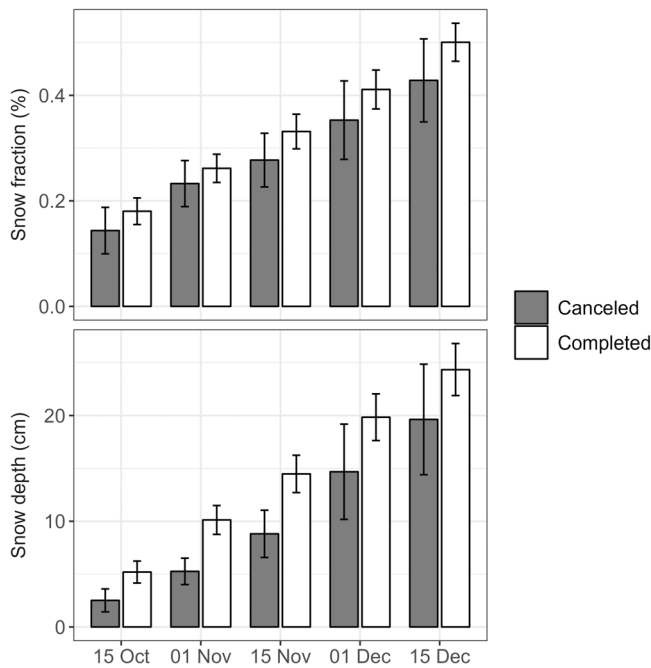 Snow fraction (%)
0.4
0.2
0.0
Snow depth (cm)
20
10
0
15 Oct 01 Nov 15 Nov 01 Dec 15 Dec
Canceled
Completed